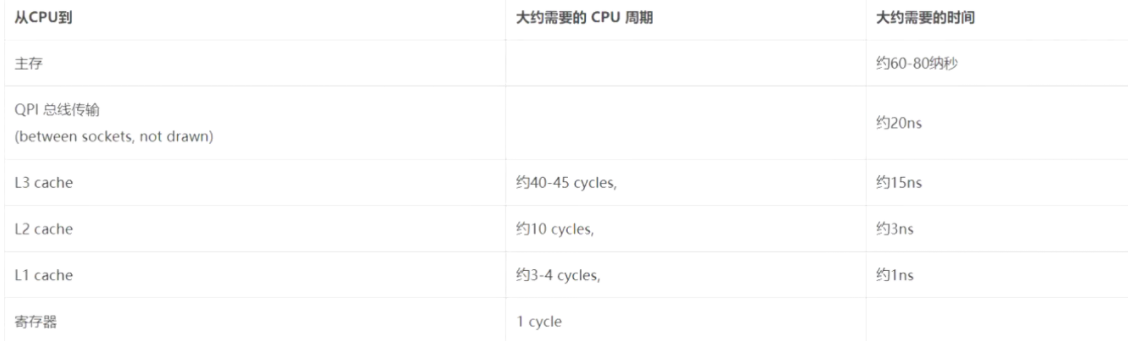 从CPU到 大约需要的 CPU 周期 大约需要的时间
主存 约60-80纳秒
QPI 总线传输
(between sockets, not drawn) 约20ns
L3 cache 约40-45 cycles, 约15ns
L2 cache 约10 cycles, 约3ns
L1 cache 约3-4 cycles, 约1ns
寄存器 1 cycle